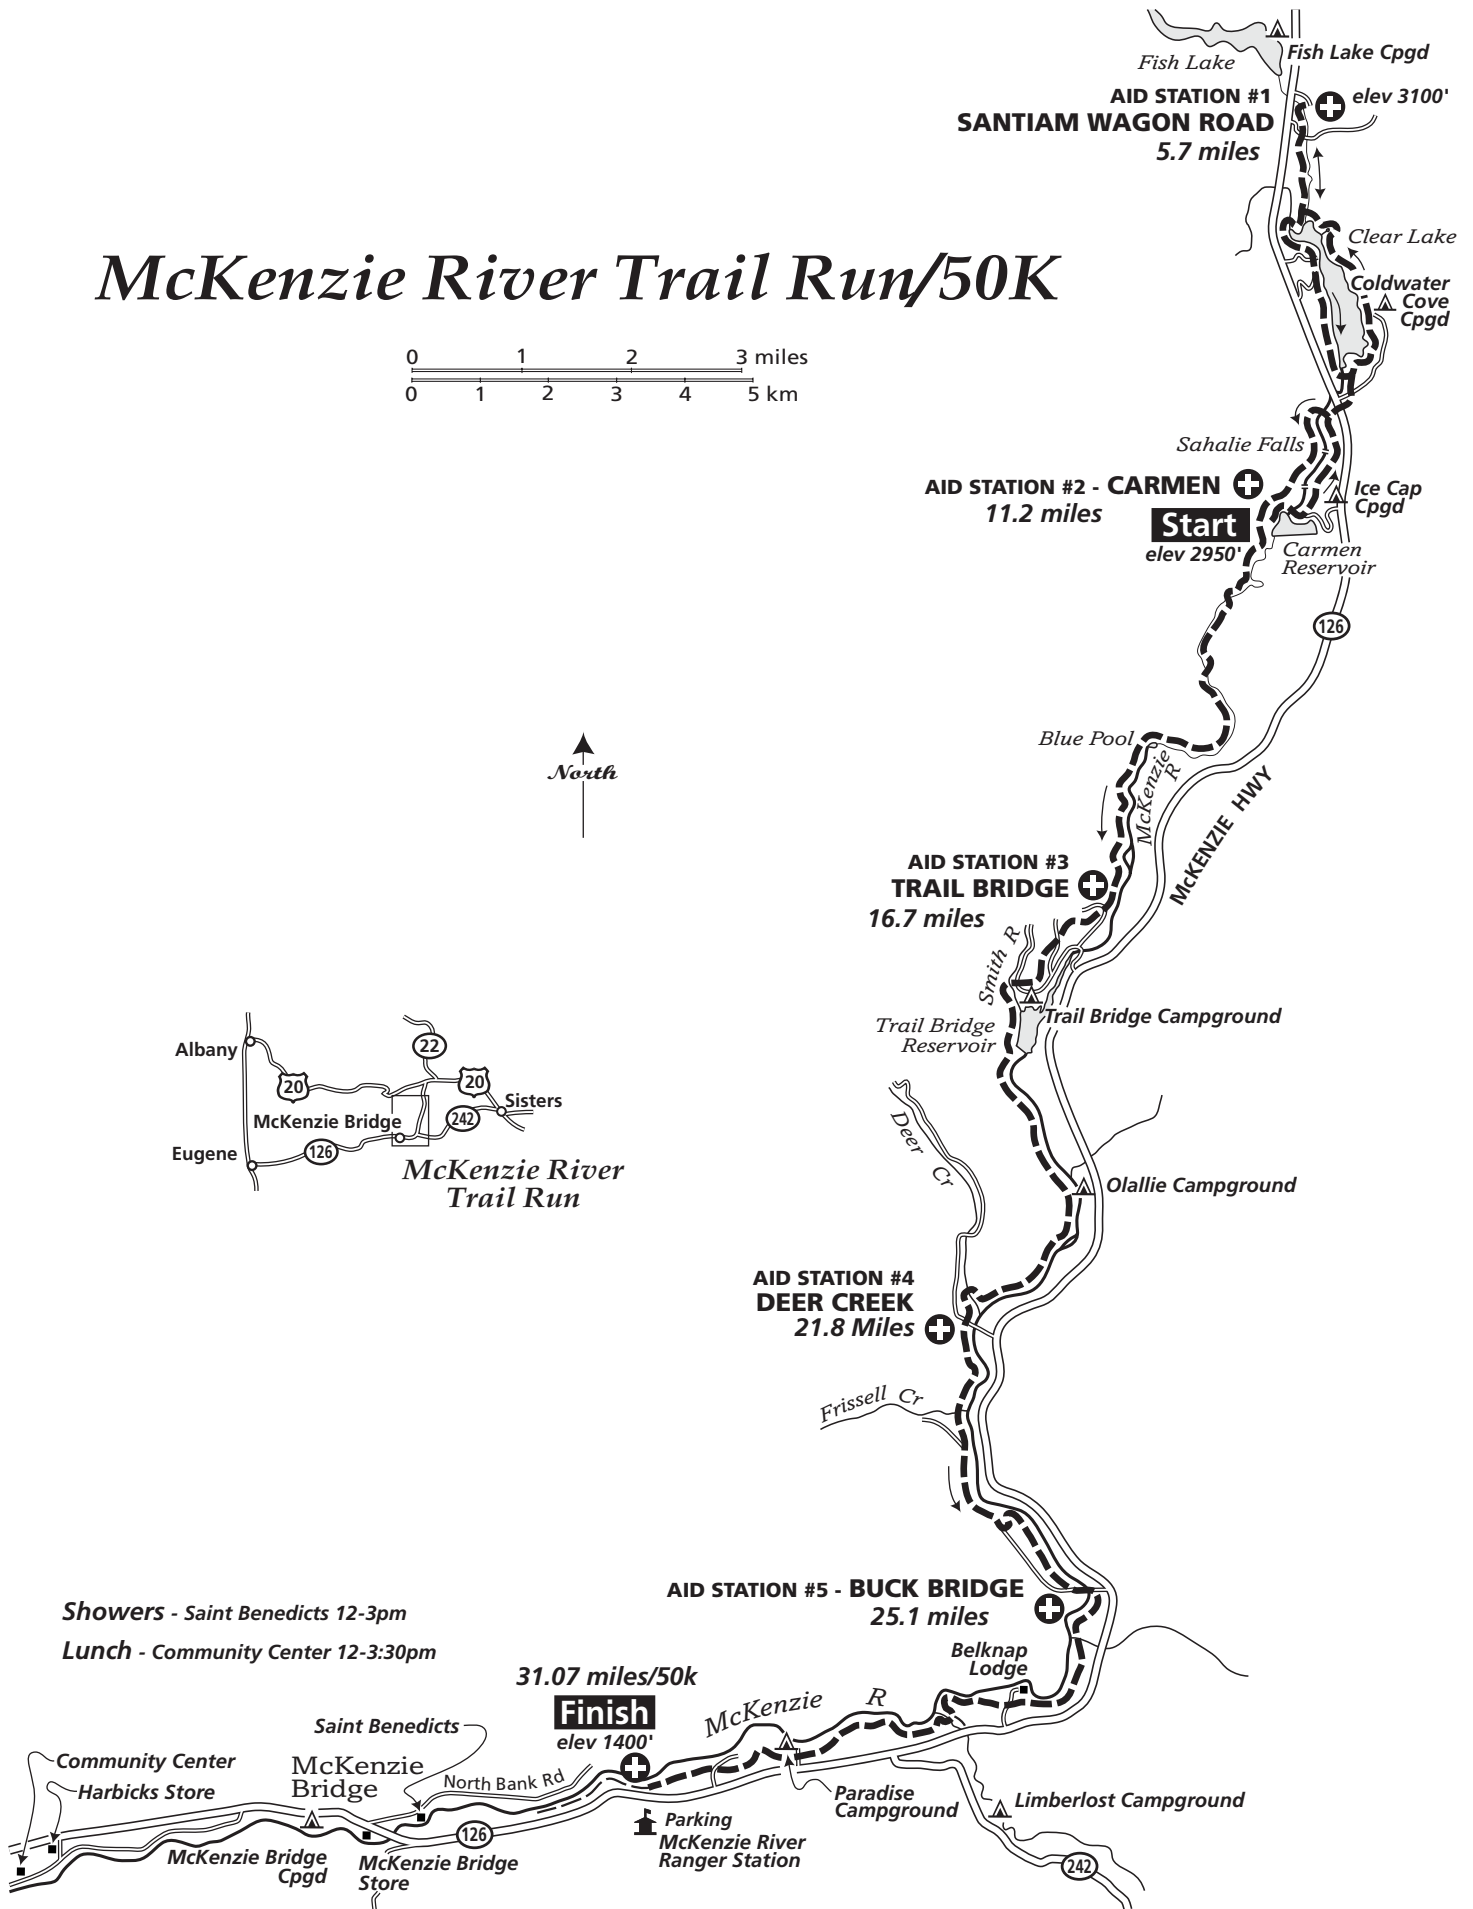 Fish Lake Cpgd
Fish Lake
AID STATION #1
elev 3100'
SANTIAM WAGON ROAD
5.7 miles
Clear Lake
McKenzie River Trail Run/50K
Coldwater
Cove
Cpgd
0 1 2 3 miles
0 1 2 3 4 5 km
Sahalie Falls
AID STATION #2 - CARMEN
11.2 miles
Ice Cap
Cpgd
Start
elev 2950'
Carmen
Reservoir
126
Blue Pool
McKenzie
R
North
McKENZIE HWY
AID STATION #3
TRAIL BRIDGE
16.7 miles
Smith R
Trail Bridge Campground
Trail Bridge
Reservoir
Albany
22
20
20
Sisters
McKenzie Bridge
242
Eugene
126
McKenzie River
Trail Run
Deer Cr
Olallie Campground
AID STATION #4
DEER CREEK
21.8 Miles
Frissell Cr
AID STATION #5 - BUCK BRIDGE
25.1 miles
Showers - Saint Benedicts 12-3pm
Lunch - Community Center 12-3:30pm
Belknap
Lodge
31.07 miles/50k
Finish
elev 1400'
McKenzie R
Saint Benedicts
Community Center
Harbicks Store
McKenzie
Bridge
North Bank Rd
Paradise
Campground
Limberlost Campground
Parking
McKenzie River
Ranger Station
126
McKenzie Bridge
Cpgd
McKenzie Bridge
Store
242